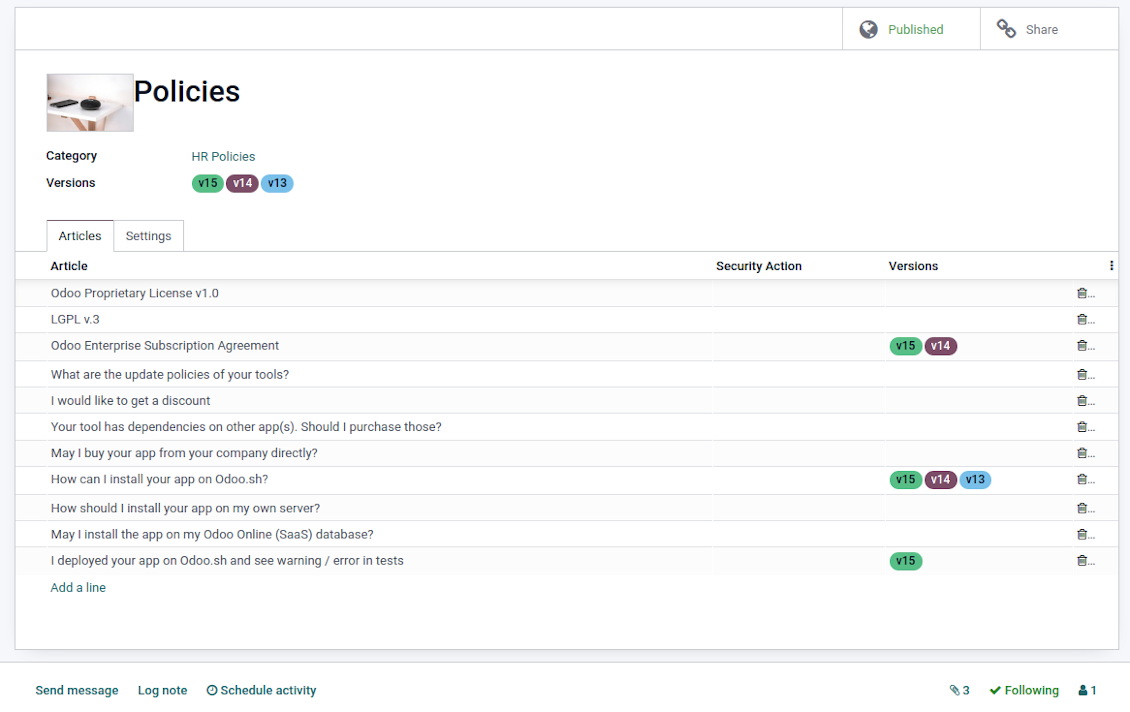 Published Share
Policies
Category HR Policies
Versions v15 v14 v13
Articles Settings
Article Security Action Versions
Odoo Proprietary License v1.0 ...
LGPL v.3 ...
Odoo Enterprise Subscription Agreement v15 v14 ...
What are the update policies of your tools? ...
I would like to get a discount ...
Your tool has dependencies on other app(s). Should I purchase those? ...
May I buy your app from your company directly? ...
How can I install your app on Odoo.sh? v15 v14 v13 ...
How should I install your app on my own server? ...
May I install the app on my Odoo Online (SaaS) database? ...
I deployed your app on Odoo.sh and see warning / error in tests v15 ...
Add a line
Send message Log note Schedule activity 3 Following 1